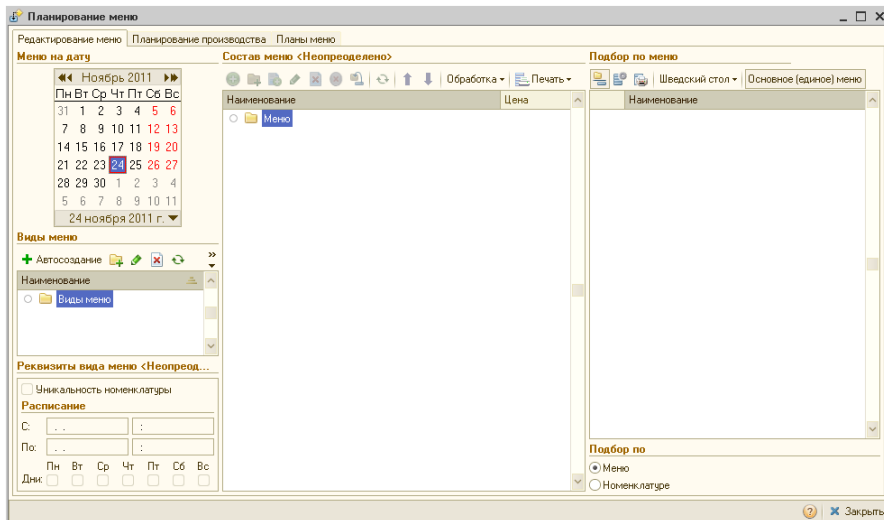 Планирование меню
Редактирование меню Планирование производства Планы меню
Меню на дату
Ноябрь 2011
Пн Вт Ср Чт Пт Сб Вс
31 1 2 3 4 5 6
7 8 9 10 11 12 13
14 15 16 17 18 19 20
21 22 23 24 25 26 27
28 29 30 1 2 3 4
5 6 7 8 9 10 11
24 ноября 2011 г.
Виды меню
Автосоздание
Наименование
Виды меню
Реквизиты вида меню <Неопреод...
Уникальность номенклатуры
Расписание
С: . . :
По: . . :
Пн Вт Ср Чт Пт Сб Вс
Дни:
Состав меню <Неопроделено>
Обработка Печать
Наименование Цена
Меню
Подбор по меню
Шведский стол Основное (единое) меню
Наименование
Подбор по
Меню
Номенклатуре
? Закрыть